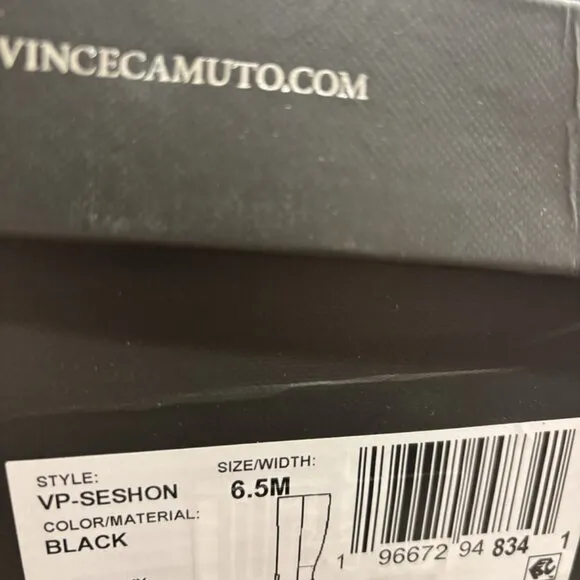 VINCECAMUTO.COM
STYLE:
VP-SESHON
COLOR/MATERIAL:
BLACK
SIZE/WIDTH:
6.5M
1 96672 94 834 1